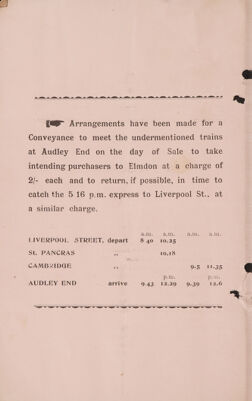 Arrangements have been made for a
Conveyance to meet the undermentioned trains
at Audley End on the day of Sale to take
intending purchasers to Elmdon at a charge of
2/- each and to return, if possible, in time to
catch the 5 16 p.m. express to Liverpool St., at
a similar charge.
a.m. a.m. a.m. a.m.
LIVERPOOL STREET, depart 8 40 10.25
St. PANCRAS ,, 10.18
CAMBRIDGE ,, 9-5 11.35
p.m. p.m.
AUDLEY END arrive 9.43 12.29 9.39 12.6